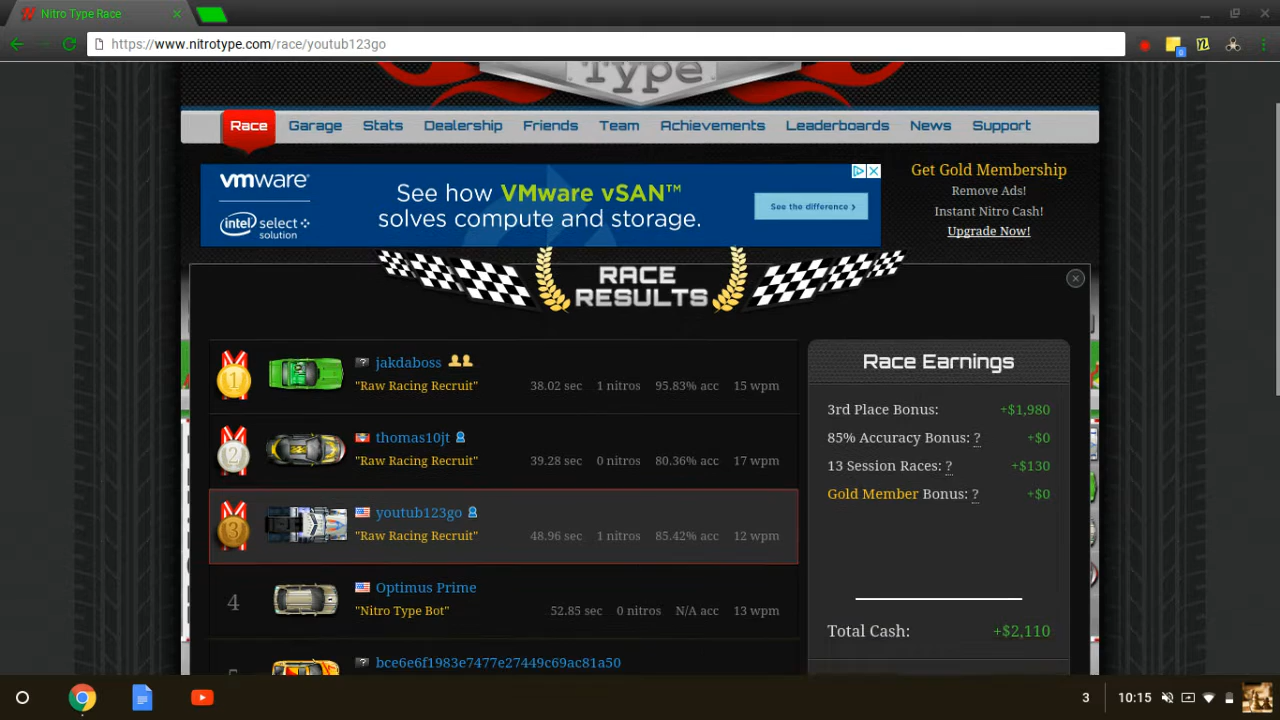 Nitro Type Race
https://www.nitrotype.com/race/youtub123go
Type
Race Garage Stats Dealership Friends Team Achievements Leaderboards News Support
vmware
intel select solution
See how VMware vSAN™
solves compute and storage.
See the difference >
Get Gold Membership
Remove Ads!
Instant Nitro Cash!
Upgrade Now!
RACE
RESULTS
1
jakdaboss
"Raw Racing Recruit" 38.02 sec 1 nitros 95.83% acc 15 wpm
2
thomas10jt
"Raw Racing Recruit" 39.28 sec 0 nitros 80.36% acc 17 wpm
3
youtub123go
"Raw Racing Recruit" 48.96 sec 1 nitros 85.42% acc 12 wpm
4
Optimus Prime
"Nitro Type Bot" 52.85 sec 0 nitros N/A acc 13 wpm
bce6e6f1983e7477e27449c69ac81a50
Race Earnings
3rd Place Bonus: +$1,980
85% Accuracy Bonus: ? +$0
13 Session Races: ? +$130
Gold Member Bonus: ? +$0
Total Cash: +$2,110
3 10:15